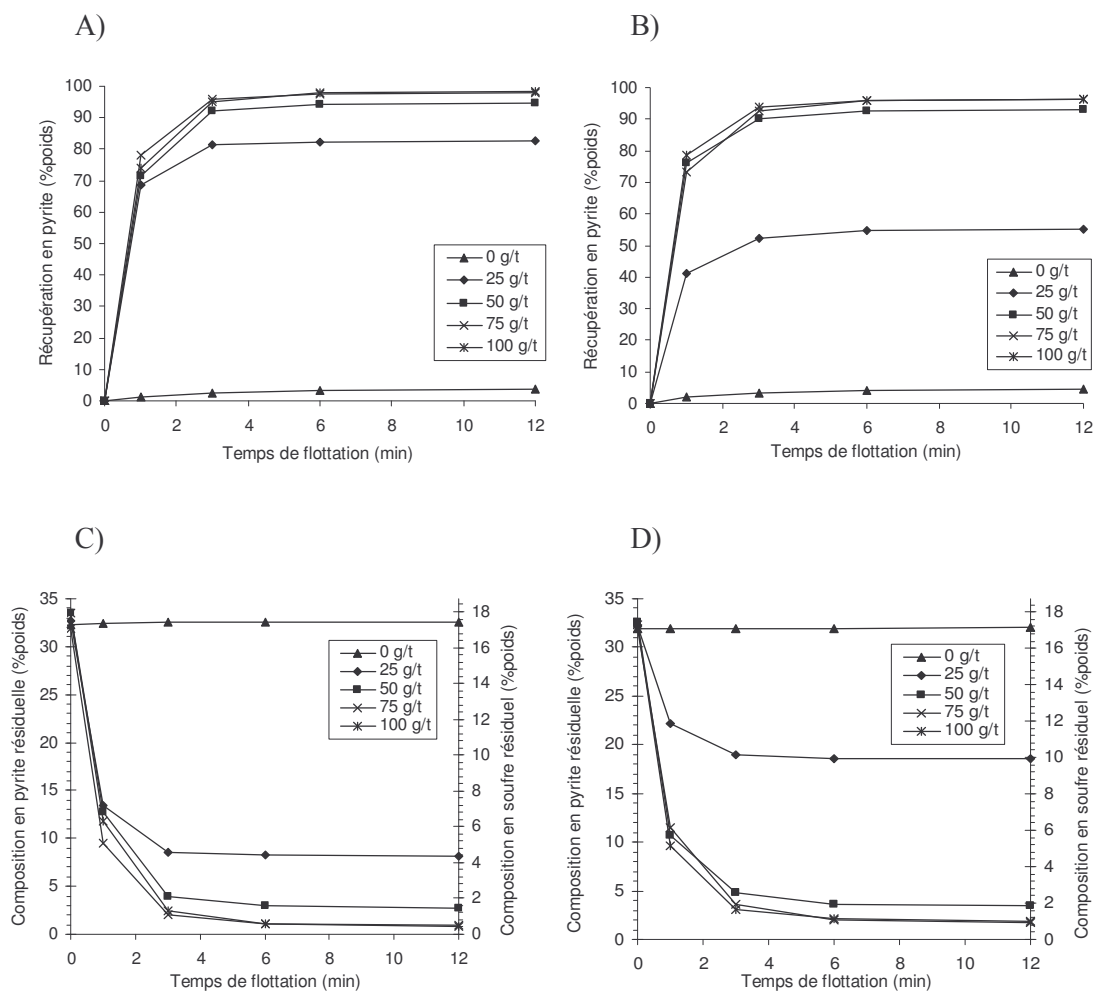 A)
Récupération en pyrite (%poids)
100
90
80
70
60
50
40
30
20
10
0
0 g/t
25 g/t
50 g/t
75 g/t
100 g/t
0 2 4 6 8 10 12
Temps de flottation (min)
B)
Récupération en pyrite (%poids)
100
90
80
70
60
50
40
30
20
10
0
0 g/t
25 g/t
50 g/t
75 g/t
100 g/t
0 2 4 6 8 10 12
Temps de flottation (min)
C)
Composition en pyrite résiduelle (%poids)
35
30
25
20
15
10
5
0
0 g/t
25 g/t
50 g/t
75 g/t
100 g/t
18
16
14
12
10
8
6
4
2
0
Composition en soufre résiduel (%poids)
0 2 4 6 8 10 12
Temps de flottation (min)
D)
Composition en pyrite résiduelle (%poids)
35
30
25
20
15
10
5
0
0 g/t
25 g/t
50 g/t
75 g/t
100 g/t
18
16
14
12
10
8
6
4
2
0
Composition en soufre résiduel (%poids)
0 2 4 6 8 10 12
Temps de flottation (min)